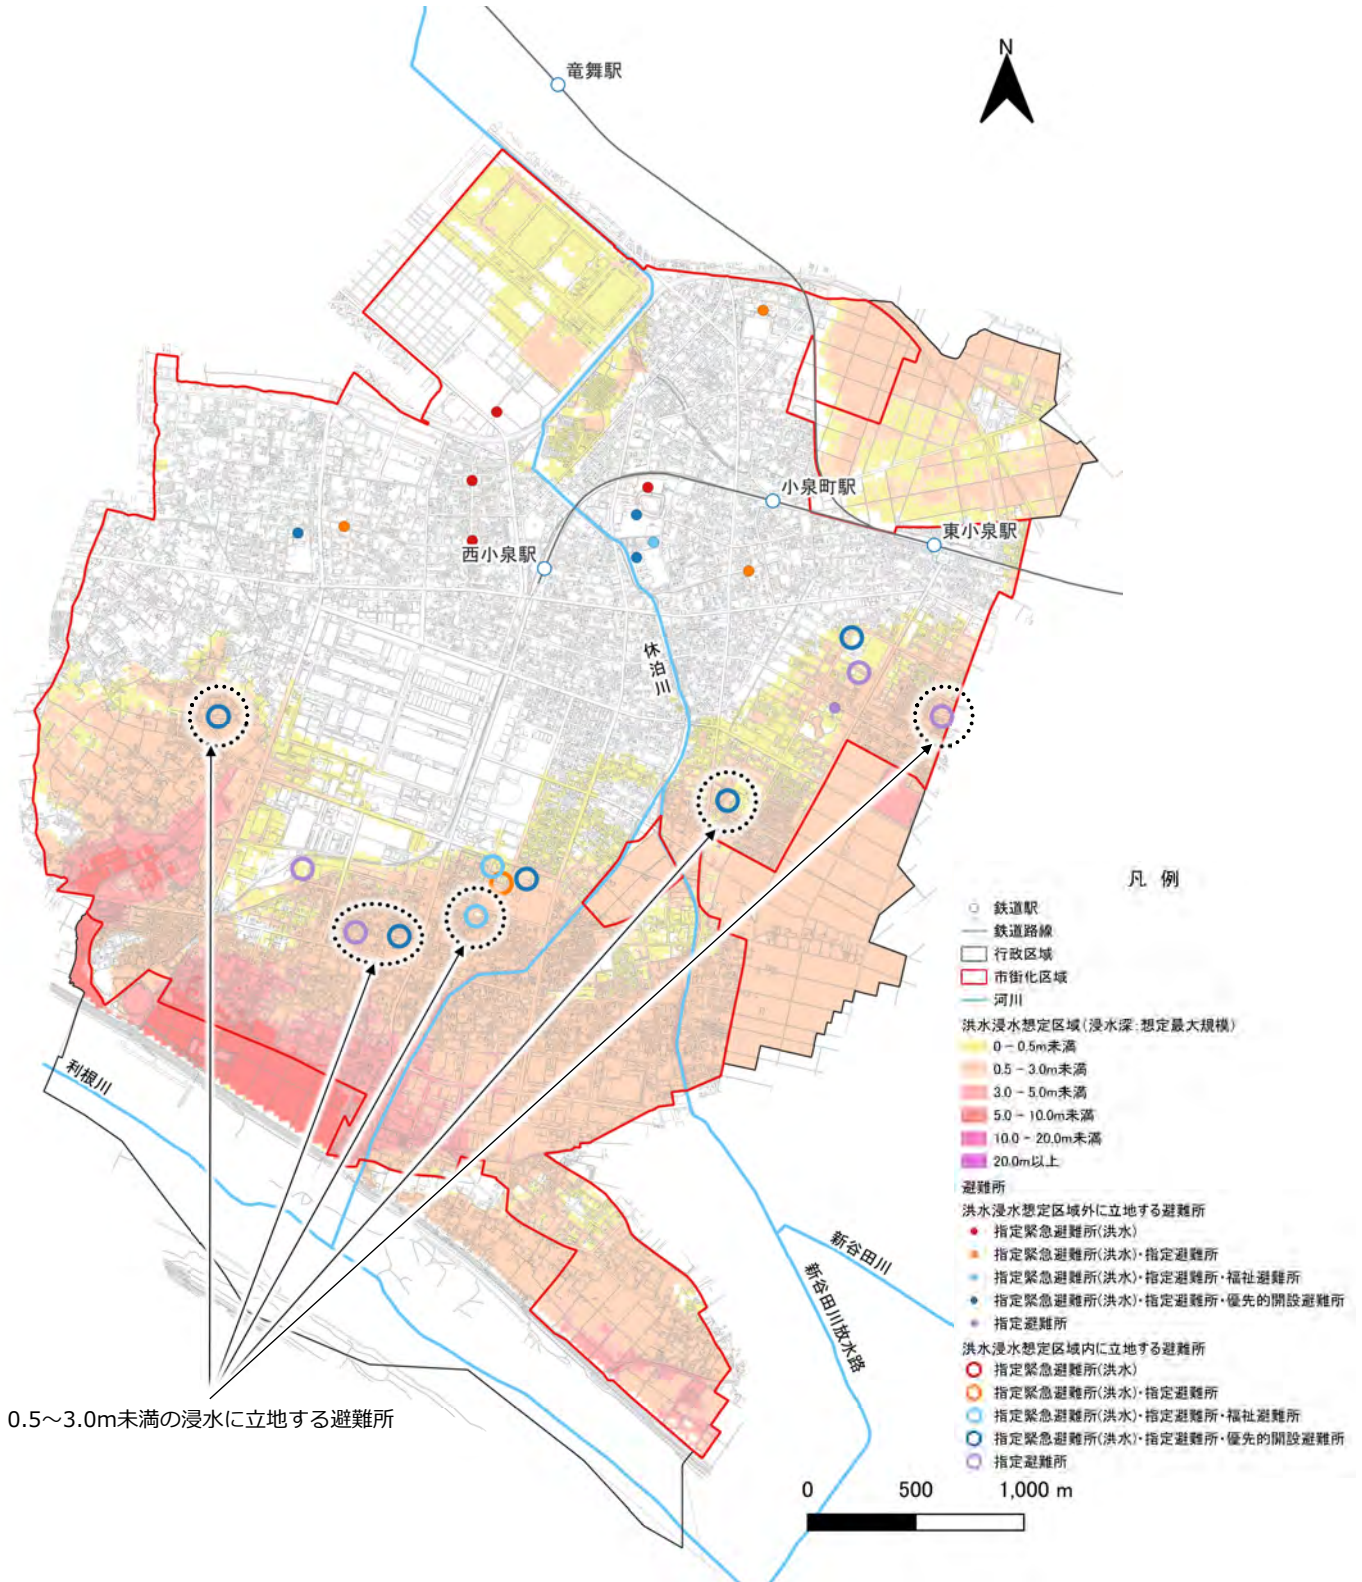 N
竜舞駅
小泉町駅
東小泉駅
西小泉駅
休泊川
利根川
新谷田川
新谷田川放水路
0.5～3.0m未満の浸水に立地する避難所
凡 例
鉄道駅
鉄道路線
行政区域
市街化区域
河川
洪水浸水想定区域(浸水深:想定最大規模)
0 - 0.5m未満
0.5 - 3.0m未満
3.0 - 5.0m未満
5.0 - 10.0m未満
10.0 - 20.0m未満
20.0m以上
避難所
洪水浸水想定区域外に立地する避難所
指定緊急避難所(洪水)
指定緊急避難所(洪水)・指定避難所
指定緊急避難所(洪水)・指定避難所・福祉避難所
指定緊急避難所(洪水)・指定避難所・優先的開設避難所
指定避難所
洪水浸水想定区域内に立地する避難所
指定緊急避難所(洪水)
指定緊急避難所(洪水)・指定避難所
指定緊急避難所(洪水)・指定避難所・福祉避難所
指定緊急避難所(洪水)・指定避難所・優先的開設避難所
指定避難所
0 500 1,000 m